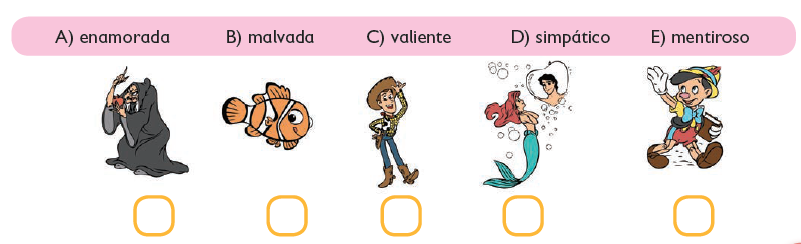 A) enamorada B) malvada C) valiente D) simpático E) mentiroso